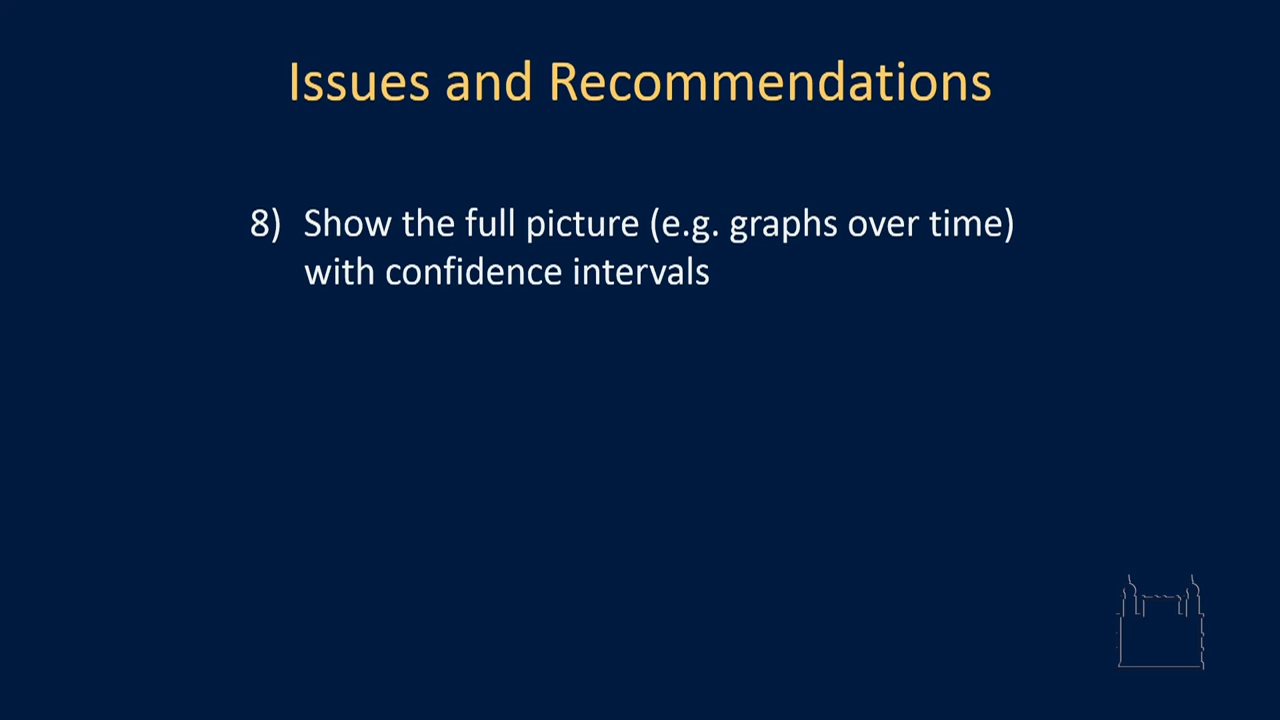 Issues and Recommendations
8) Show the full picture (e.g. graphs over time)
with confidence intervals